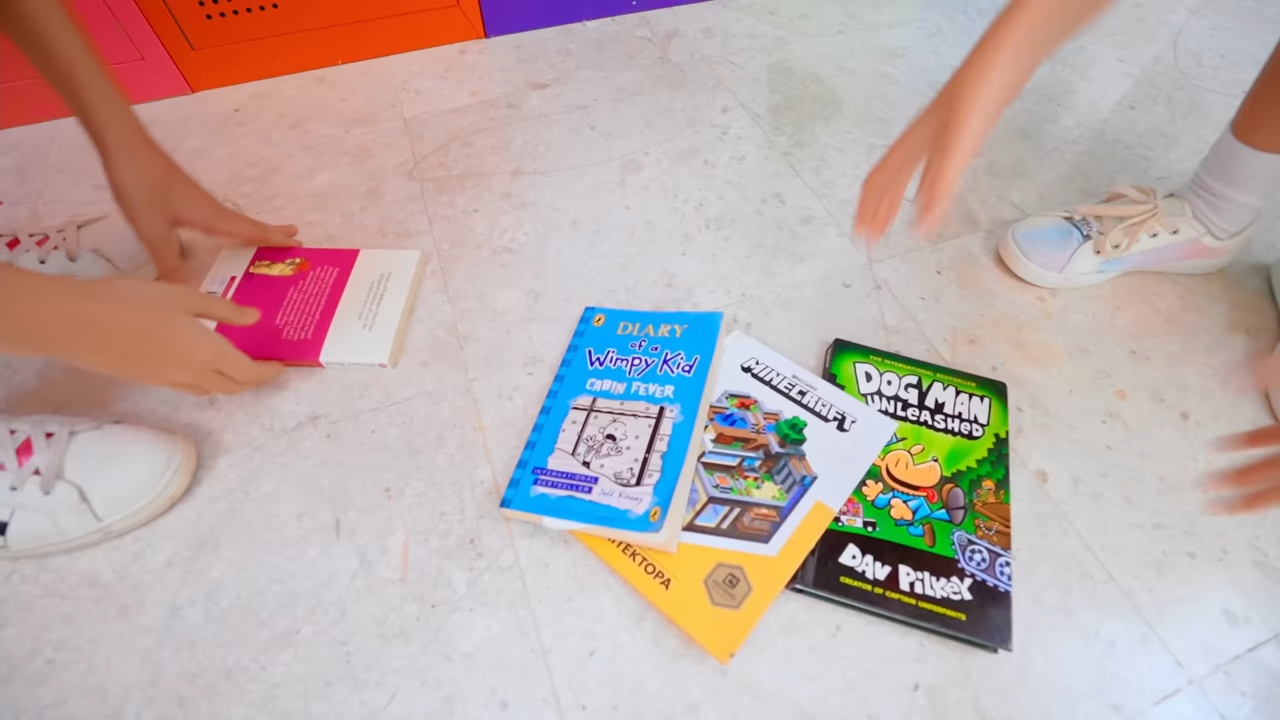 DIARY
of a
Wimpy Kid
CABIN FEVER
INTERNATIONAL
BESTSELLER
Jeff Kinney
MINECRAFT
ИТЕКТОРА
THE INTERNATIONAL BESTSELLER
DOG MAN
UNLEASHED
DAV PiLKEY
CREATOR OF CAPTAIN UNDERPANTS